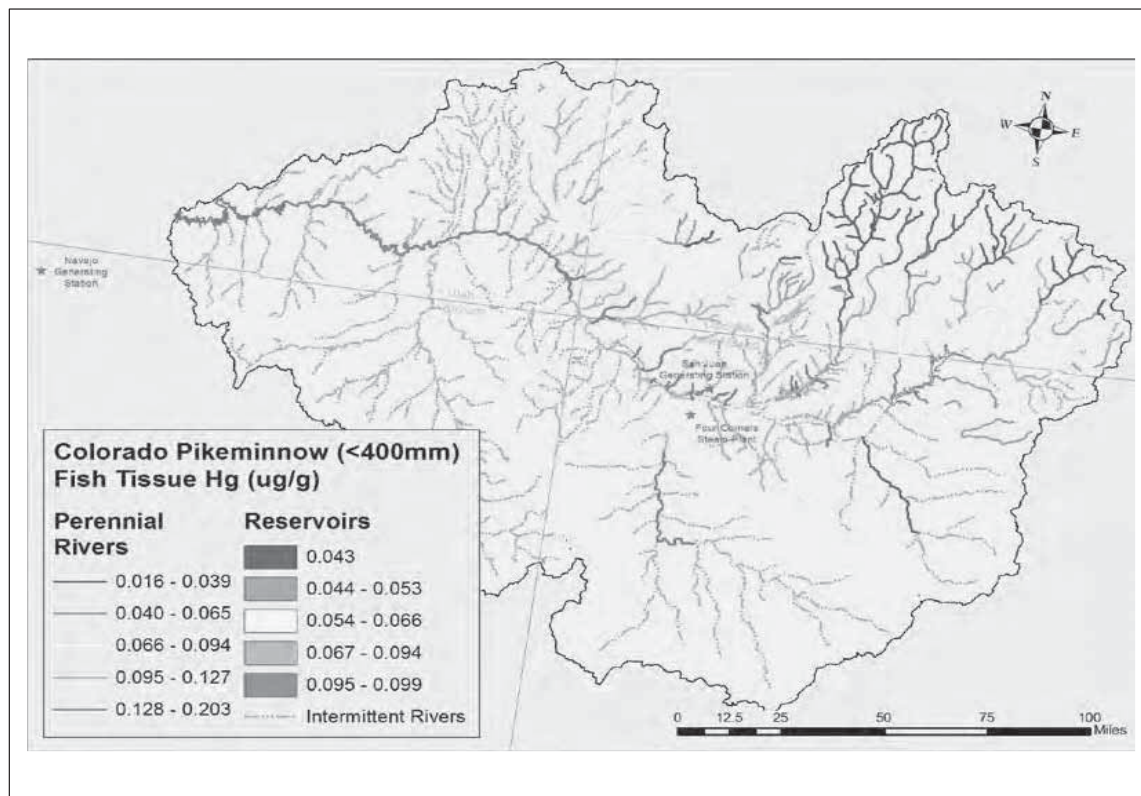 N
W
E
S
Navajo
Generating
Station
Utah
San Juan
Generating Station
Four Corners
Steam Plant
Colorado Pikeminnow (<400mm)
Fish Tissue Hg (ug/g)
Perennial
Rivers
0.016 - 0.039
0.040 - 0.065
0.066 - 0.094
0.095 - 0.127
0.128 - 0.203
Reservoirs
0.043
0.044 - 0.053
0.054 - 0.066
0.067 - 0.094
0.095 - 0.099
Intermittent Rivers
0 12.5 25 50 75 100
Miles